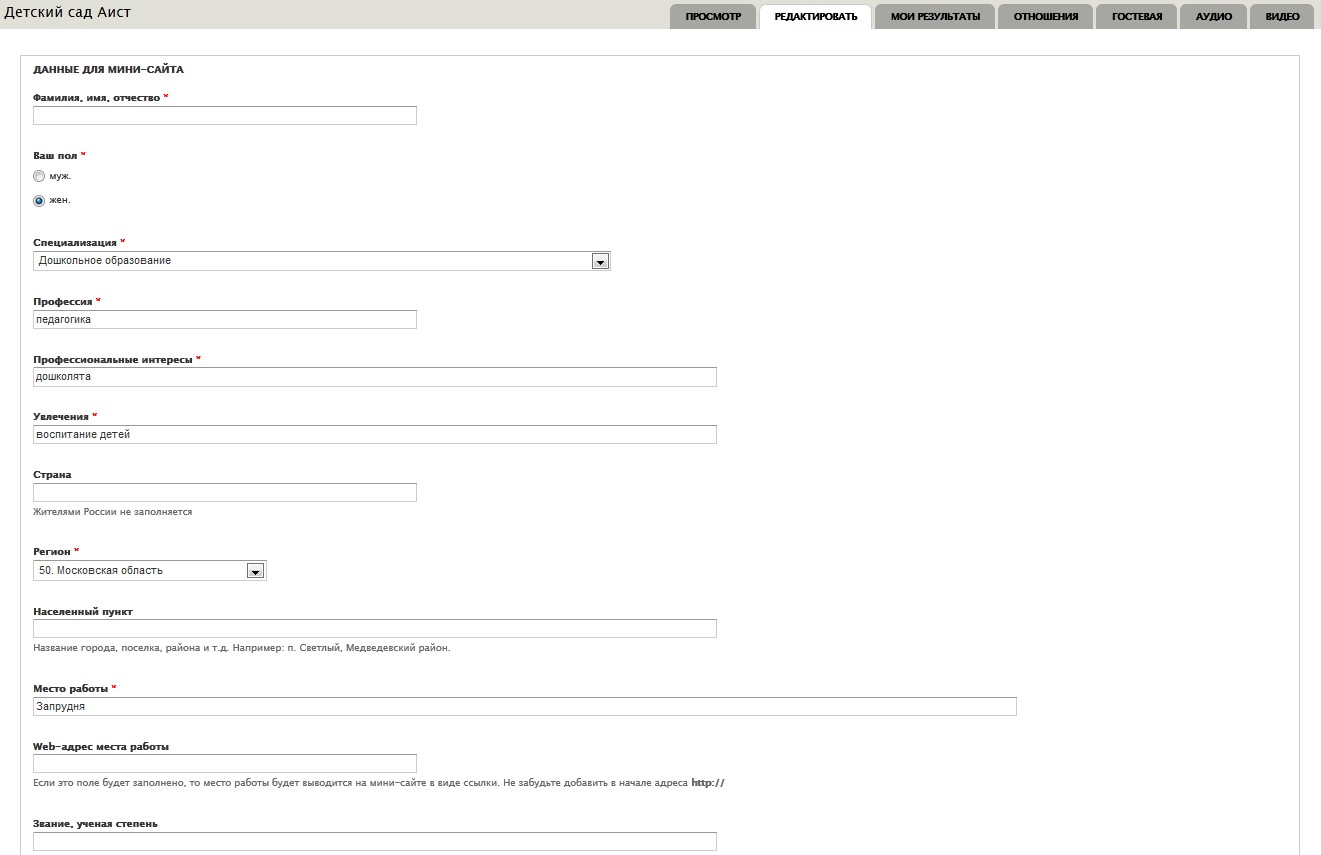 Детский сад Аист
ПРОСМОТР РЕДАКТИРОВАТЬ МОИ РЕЗУЛЬТАТЫ ОТНОШЕНИЯ ГОСТЕВАЯ АУДИО ВИДЕО
ДАННЫЕ ДЛЯ МИНИ-САЙТА
Фамилия, имя, отчество *
Ваш пол *
муж.
жен.
Специализация *
Дошкольное образование
Профессия *
педагогика
Профессиональные интересы *
дошколята
Увлечения *
воспитание детей
Страна
Жителями России не заполняется
Регион *
50. Московская область
Населенный пункт
Название города, поселка, района и т.д. Например: п. Светлый, Медведевский район.
Место работы *
Запрудня
Web-адрес места работы
Если это поле будет заполнено, то место работы будет выводится на мини-сайте в виде ссылки. Не забудьте добавить в начале адреса http://
Звание, ученая степень